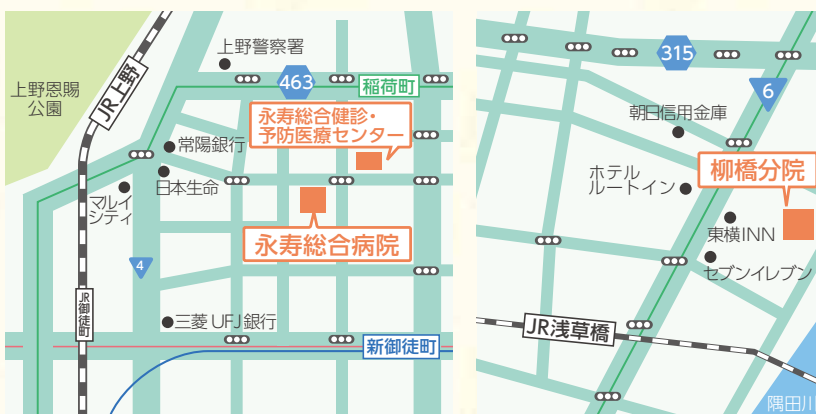 上野警察署
上野恩賜
公園
JR上野
463
稲荷町
永寿総合健診・
予防医療センター
常陽銀行
日本生命
マルイ
シティ
永寿総合病院
4
JR御徒町
三菱UFJ銀行
新御徒町
315
6
朝日信用金庫
ホテル
ルートイン
柳橋分院
東横INN
セブンイレブン
JR浅草橋
隅田川